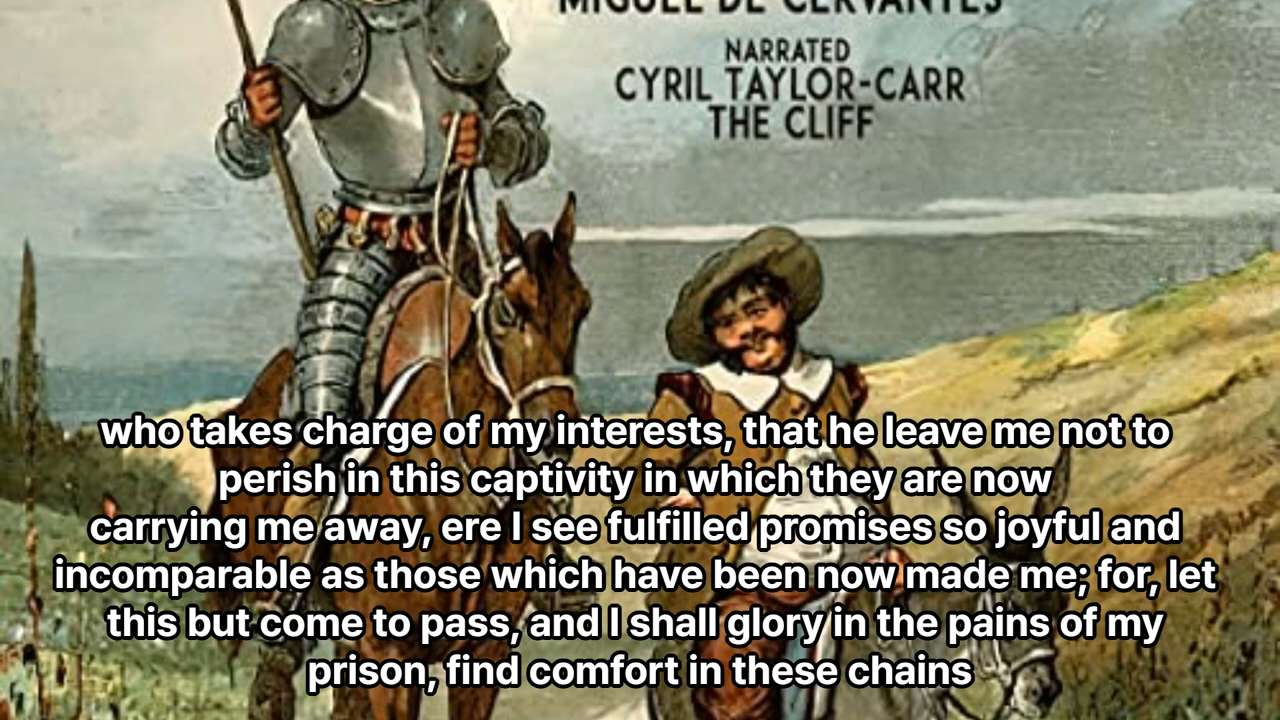 MIGUEL DE CERVANTES
NARRATED
CYRIL TAYLOR-CARR
THE CLIFF
who takes charge of my interests, that he leave me not to
perish in this captivity in which they are now
carrying me away, ere I see fulfilled promises so joyful and
incomparable as those which have been now made me; for, let
this but come to pass, and I shall glory in the pains of my
prison, find comfort in these chains